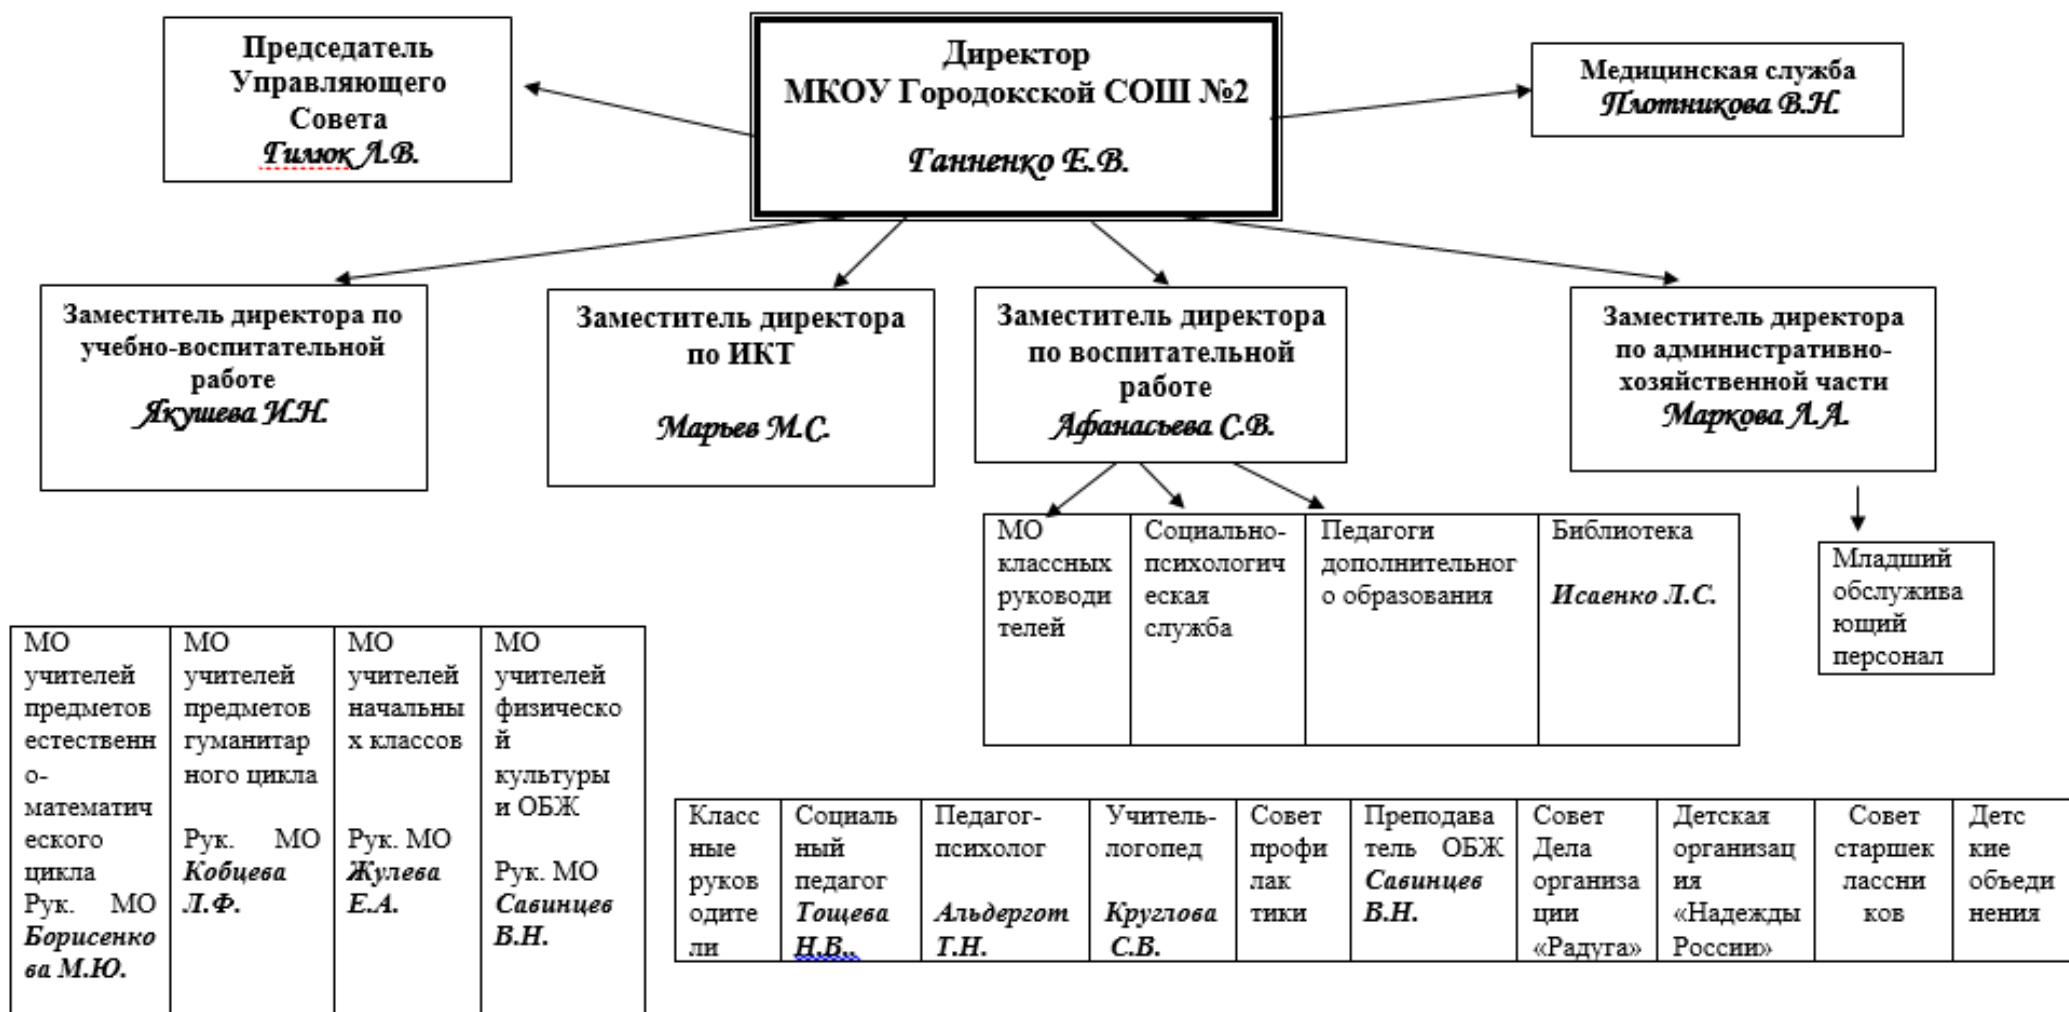 Председатель
Управляющего
Совета
Гилюк Л.В.
Директор
МКОУ Городокской СОШ №2
Ганненко Е.В.
Медицинская служба
Плотникова В.Н.
Заместитель директора по
учебно-воспитательной
работе
Якушева И.Н.
Заместитель директора
по ИКТ
Марьев М.С.
Заместитель директора
по воспитательной
работе
Афанасьева С.В.
Заместитель директора
по административно-
хозяйственной части
Маркова Л.А.
МО
классных
руководи
телей
Социально-
психологич
еская
служба
Педагоги
дополнительног
о образования
Библиотека
Исаенко Л.С.
Младший
обслужива
ющий
персонал
МО
учителей
предметов
естественн
о-
математич
еского
цикла
Рук. МО
Борисенко
ва М.Ю.
МО
учителей
предметов
гуманитар
ного цикла
Рук. МО
Кобцева
Л.Ф.
МО
учителей
начальны
х классов
Рук. МО
Жулева
Е.А.
МО
учителей
физическо
й
культуры
и ОБЖ
Рук. МО
Савинцев
В.Н.
Класс
ные
руков
одите
ли
Социаль
ный
педагог
Тощева
Н.В..
Педагог-
психолог
Альдергот
Т.Н.
Учитель-
логопед
Круглова
С.В.
Совет
профи
лак
тики
Преподава
тель ОБЖ
Савинцев
В.Н.
Совет
Дела
организа
ции
«Радуга»
Детская
организац
ия
«Надежды
России»
Совет
старшек
лассни
ков
Детс
кие
объеди
нения